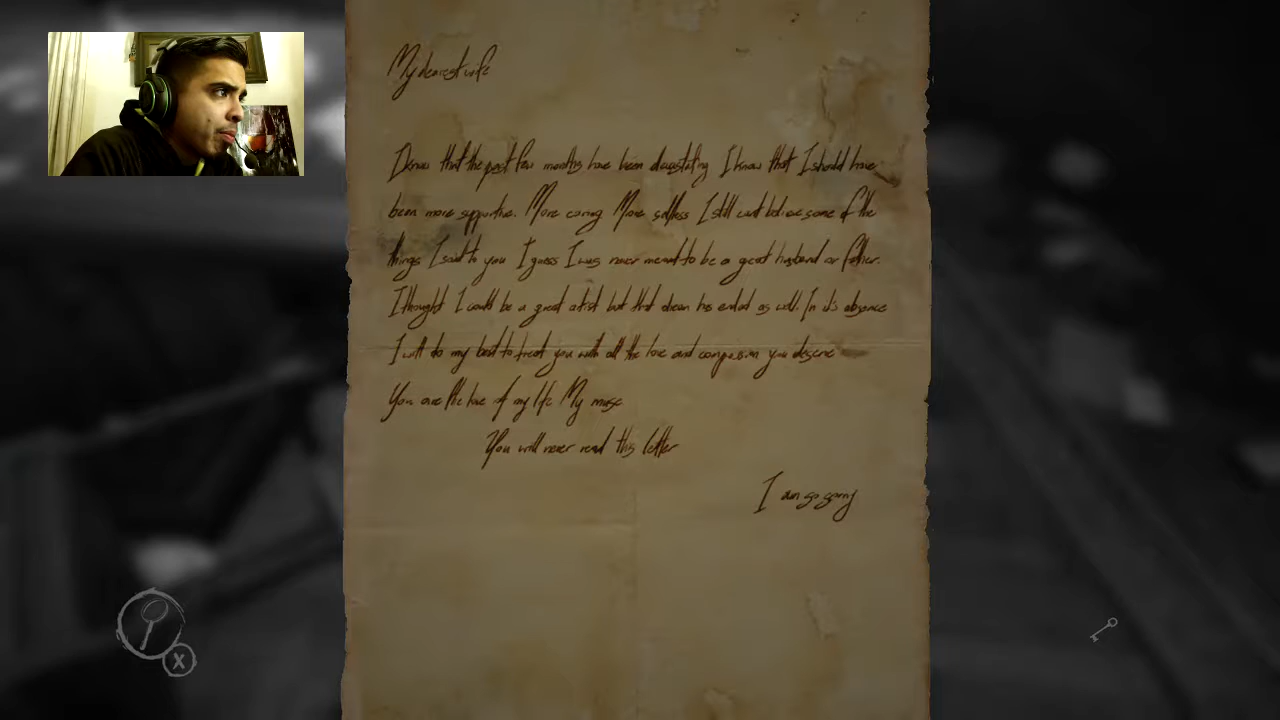 My dearest wife
I know that the past few months have been devastating I know that I should have
been more supportive. More caring More selfless I still can't believe some of the
things I said to you I guess I was never meant to be a great husband or father.
I thought I could be a great artist but that dream has ended as well. In it's absence
I will do my best to treat you with all the love and compassion you deserve
You are the love of my life My muse
You will never read this letter
I am so sorry
X